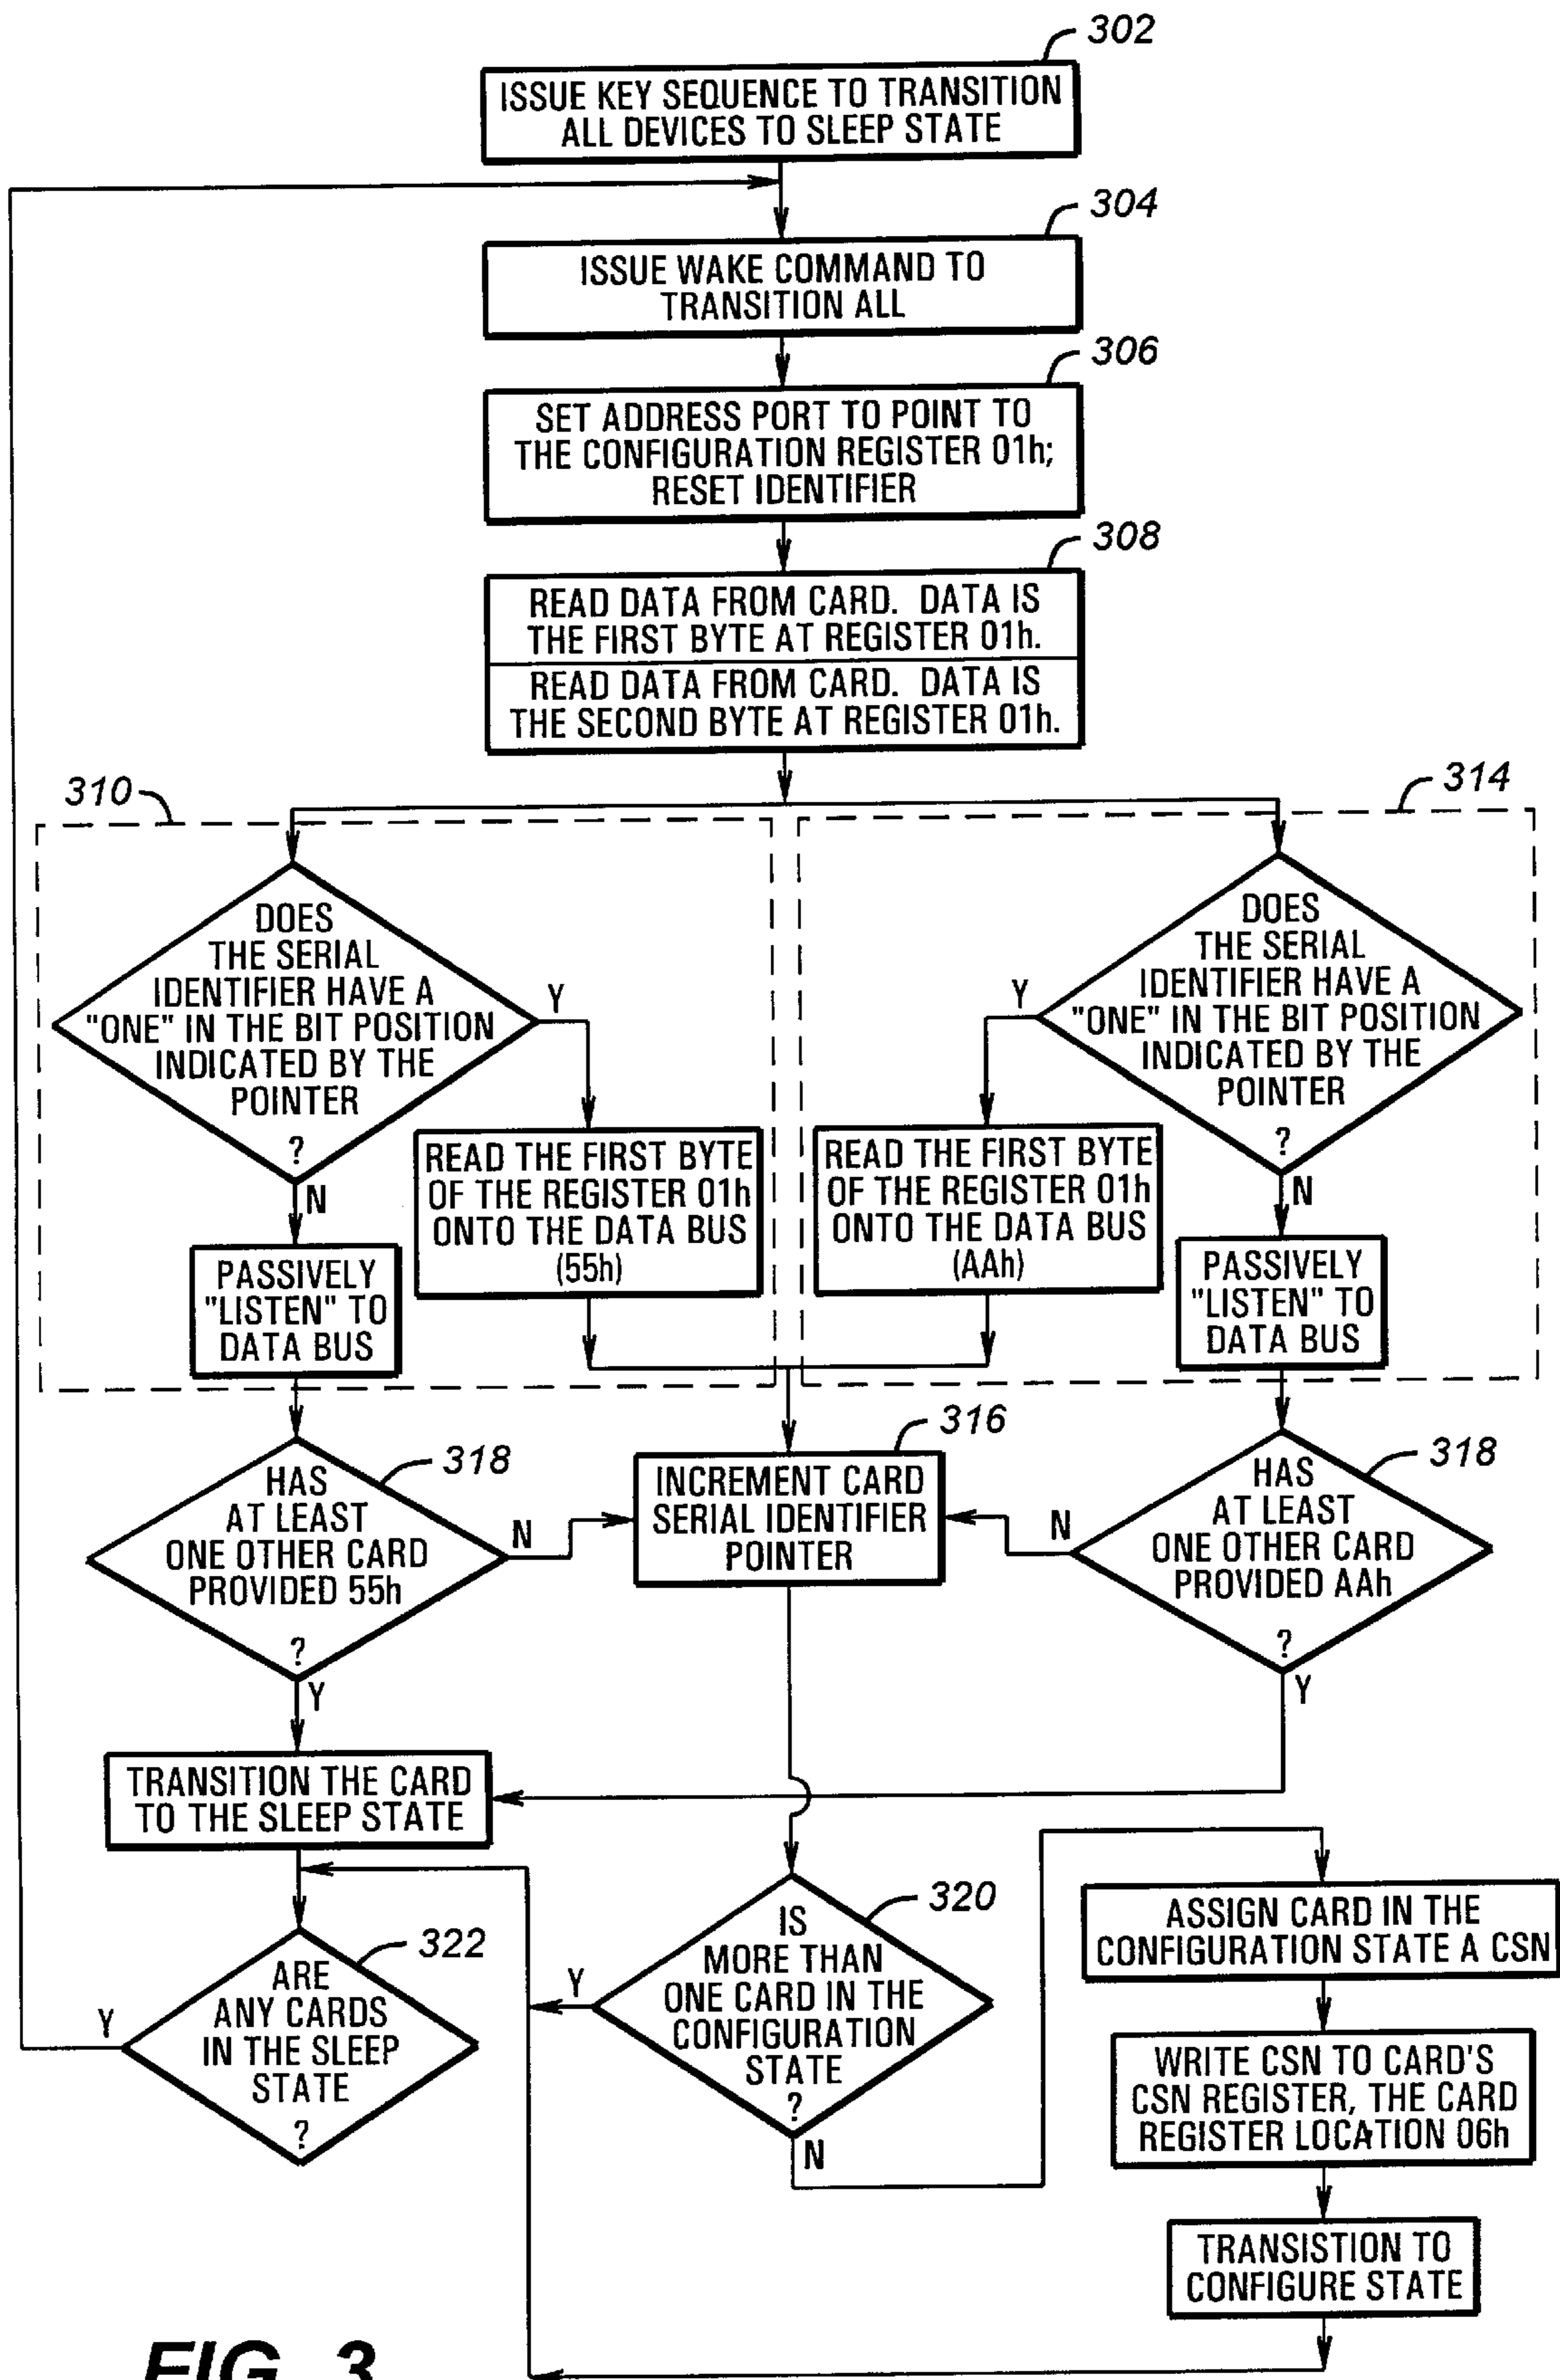 302
ISSUE KEY SEQUENCE TO TRANSITION
ALL DEVICES TO SLEEP STATE
304
ISSUE WAKE COMMAND TO
TRANSITION ALL
306
SET ADDRESS PORT TO POINT TO
THE CONFIGURATION REGISTER 01h;
RESET IDENTIFIER
308
READ DATA FROM CARD. DATA IS
THE FIRST BYTE AT REGISTER 01h.
READ DATA FROM CARD. DATA IS
THE SECOND BYTE AT REGISTER 01h.
310
314
DOES
THE SERIAL
IDENTIFIER HAVE A
"ONE" IN THE BIT POSITION
INDICATED BY THE
POINTER
?
Y
N
READ THE FIRST BYTE
OF THE REGISTER 01h
ONTO THE DATA BUS
(55h)
PASSIVELY
"LISTEN" TO
DATA BUS
DOES
THE SERIAL
IDENTIFIER HAVE A
"ONE" IN THE BIT POSITION
INDICATED BY THE
POINTER
?
Y
N
READ THE FIRST BYTE
OF THE REGISTER 01h
ONTO THE DATA BUS
(AAh)
PASSIVELY
"LISTEN" TO
DATA BUS
318
HAS
AT LEAST
ONE OTHER CARD
PROVIDED 55h
?
N
Y
316
INCREMENT CARD
SERIAL IDENTIFIER
POINTER
318
HAS
AT LEAST
ONE OTHER CARD
PROVIDED AAh
?
N
Y
TRANSITION THE CARD
TO THE SLEEP STATE
322
ARE
ANY CARDS
IN THE SLEEP
STATE
?
Y
320
IS
MORE THAN
ONE CARD IN THE
CONFIGURATION
STATE
?
Y
N
ASSIGN CARD IN THE
CONFIGURATION STATE A CSN
WRITE CSN TO CARD'S
CSN REGISTER, THE CARD
REGISTER LOCATION 06h
TRANSISTION TO
CONFIGURE STATE
FIG. 3